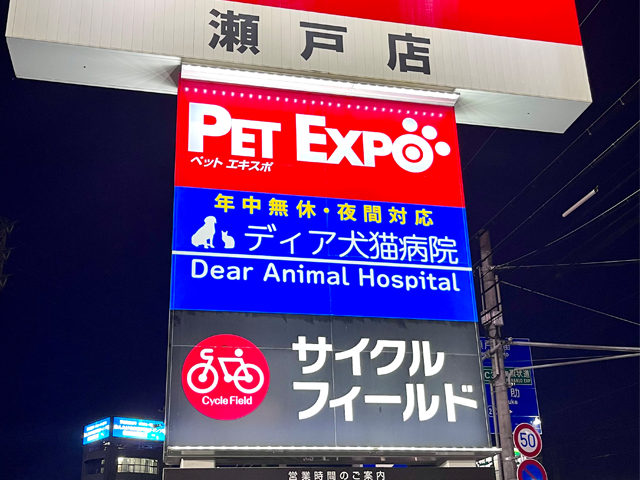 瀬戸店
PET EXPO
ペット エキスポ
年中無休・夜間対応
ディア犬猫病院
Dear Animal Hospital
サイクル
フィールド
Cycle Field
営業時間のご案内
50